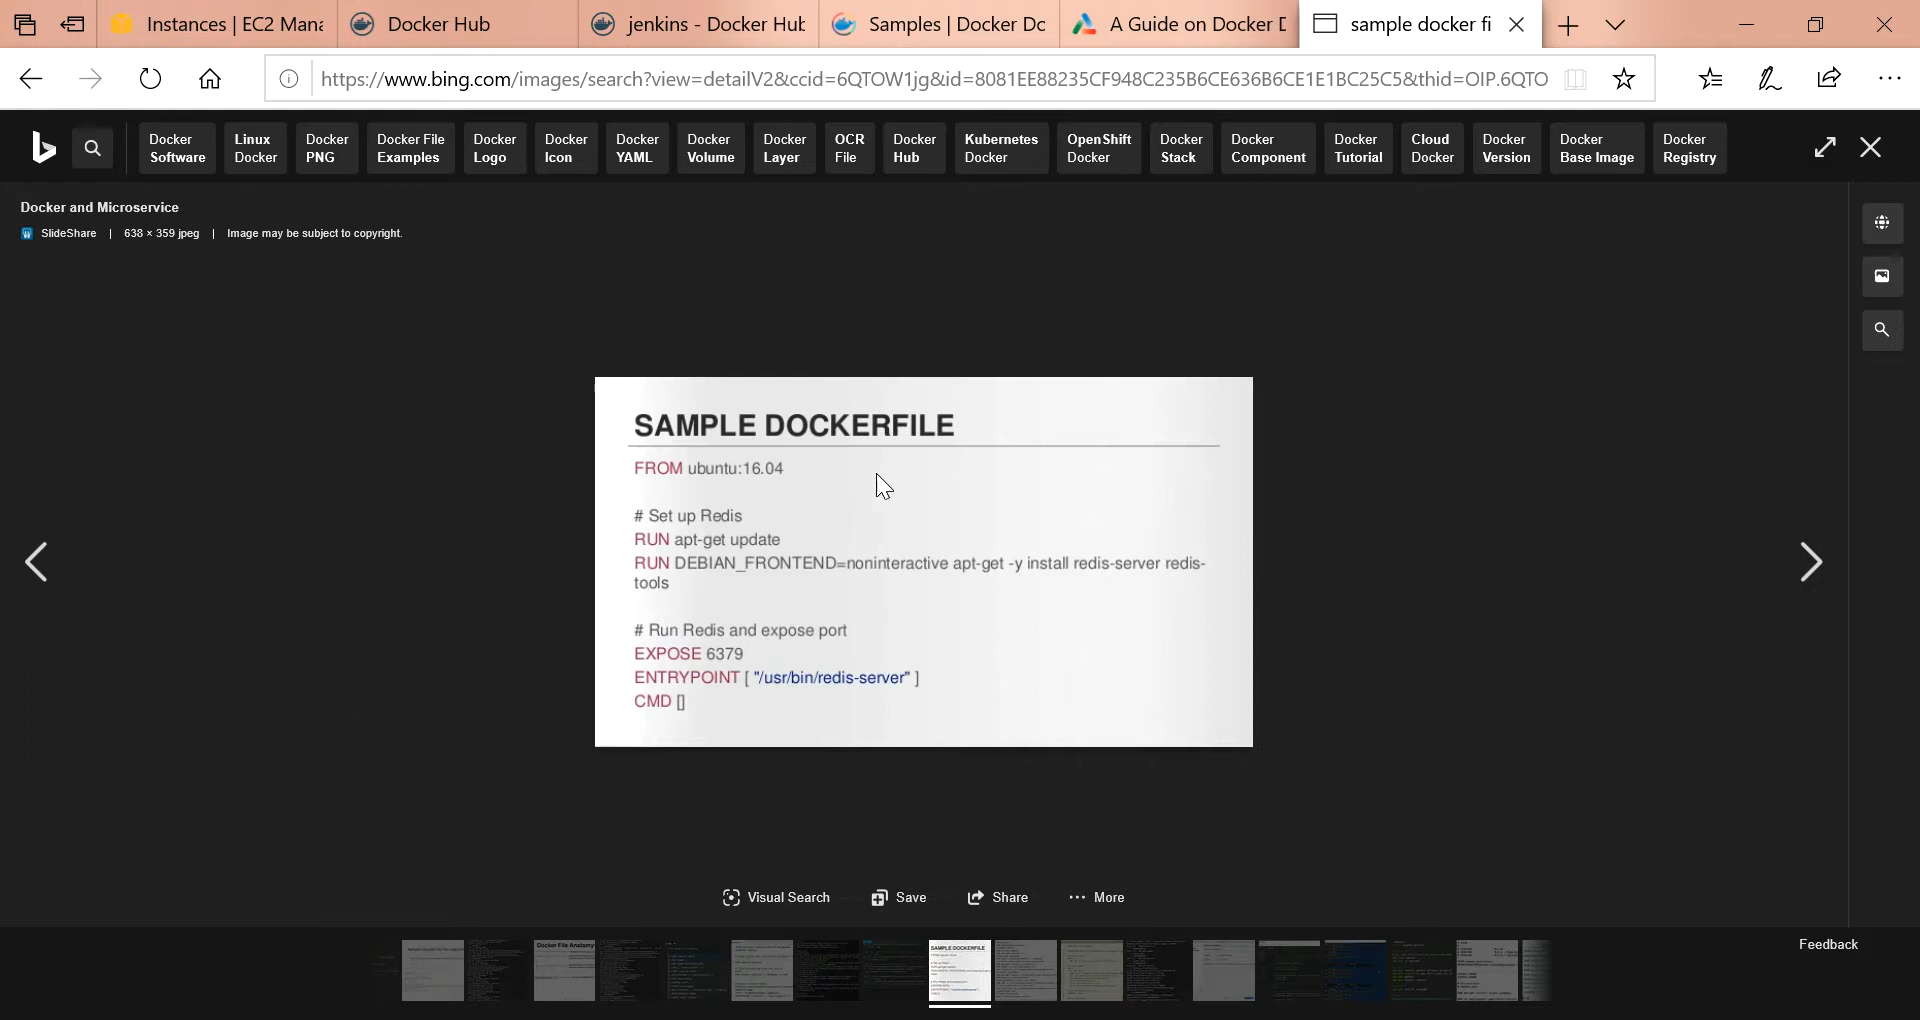 Instances | EC2 Mana
Docker Hub
jenkins - Docker Hub
Samples | Docker Dc
A Guide on Docker D
sample docker fi
https://www.bing.com/images/search?view=detailV2&ccid=6QTOW1jg&id=8081EE88235CF948C235B6CE636B6CE1E1BC25C5&thid=OIP.6QTO
Docker Software
Linux Docker
Docker PNG
Docker File Examples
Docker Logo
Docker Icon
Docker YAML
Docker Volume
Docker Layer
OCR File
Docker Hub
Kubernetes Docker
OpenShift Docker
Docker Stack
Docker Component
Docker Tutorial
Cloud Docker
Docker Version
Docker Base Image
Docker Registry
Docker and Microservice
SlideShare | 638 × 359 jpeg | Image may be subject to copyright.
SAMPLE DOCKERFILE
FROM ubuntu:16.04
# Set up Redis
RUN apt-get update
RUN DEBIAN_FRONTEND=noninteractive apt-get -y install redis-server redis-
tools
# Run Redis and expose port
EXPOSE 6379
ENTRYPOINT [ "/usr/bin/redis-server" ]
CMD []
Visual Search
Save
Share
More
Feedback
Docker File Anatomy
SAMPLE DOCKERFILE